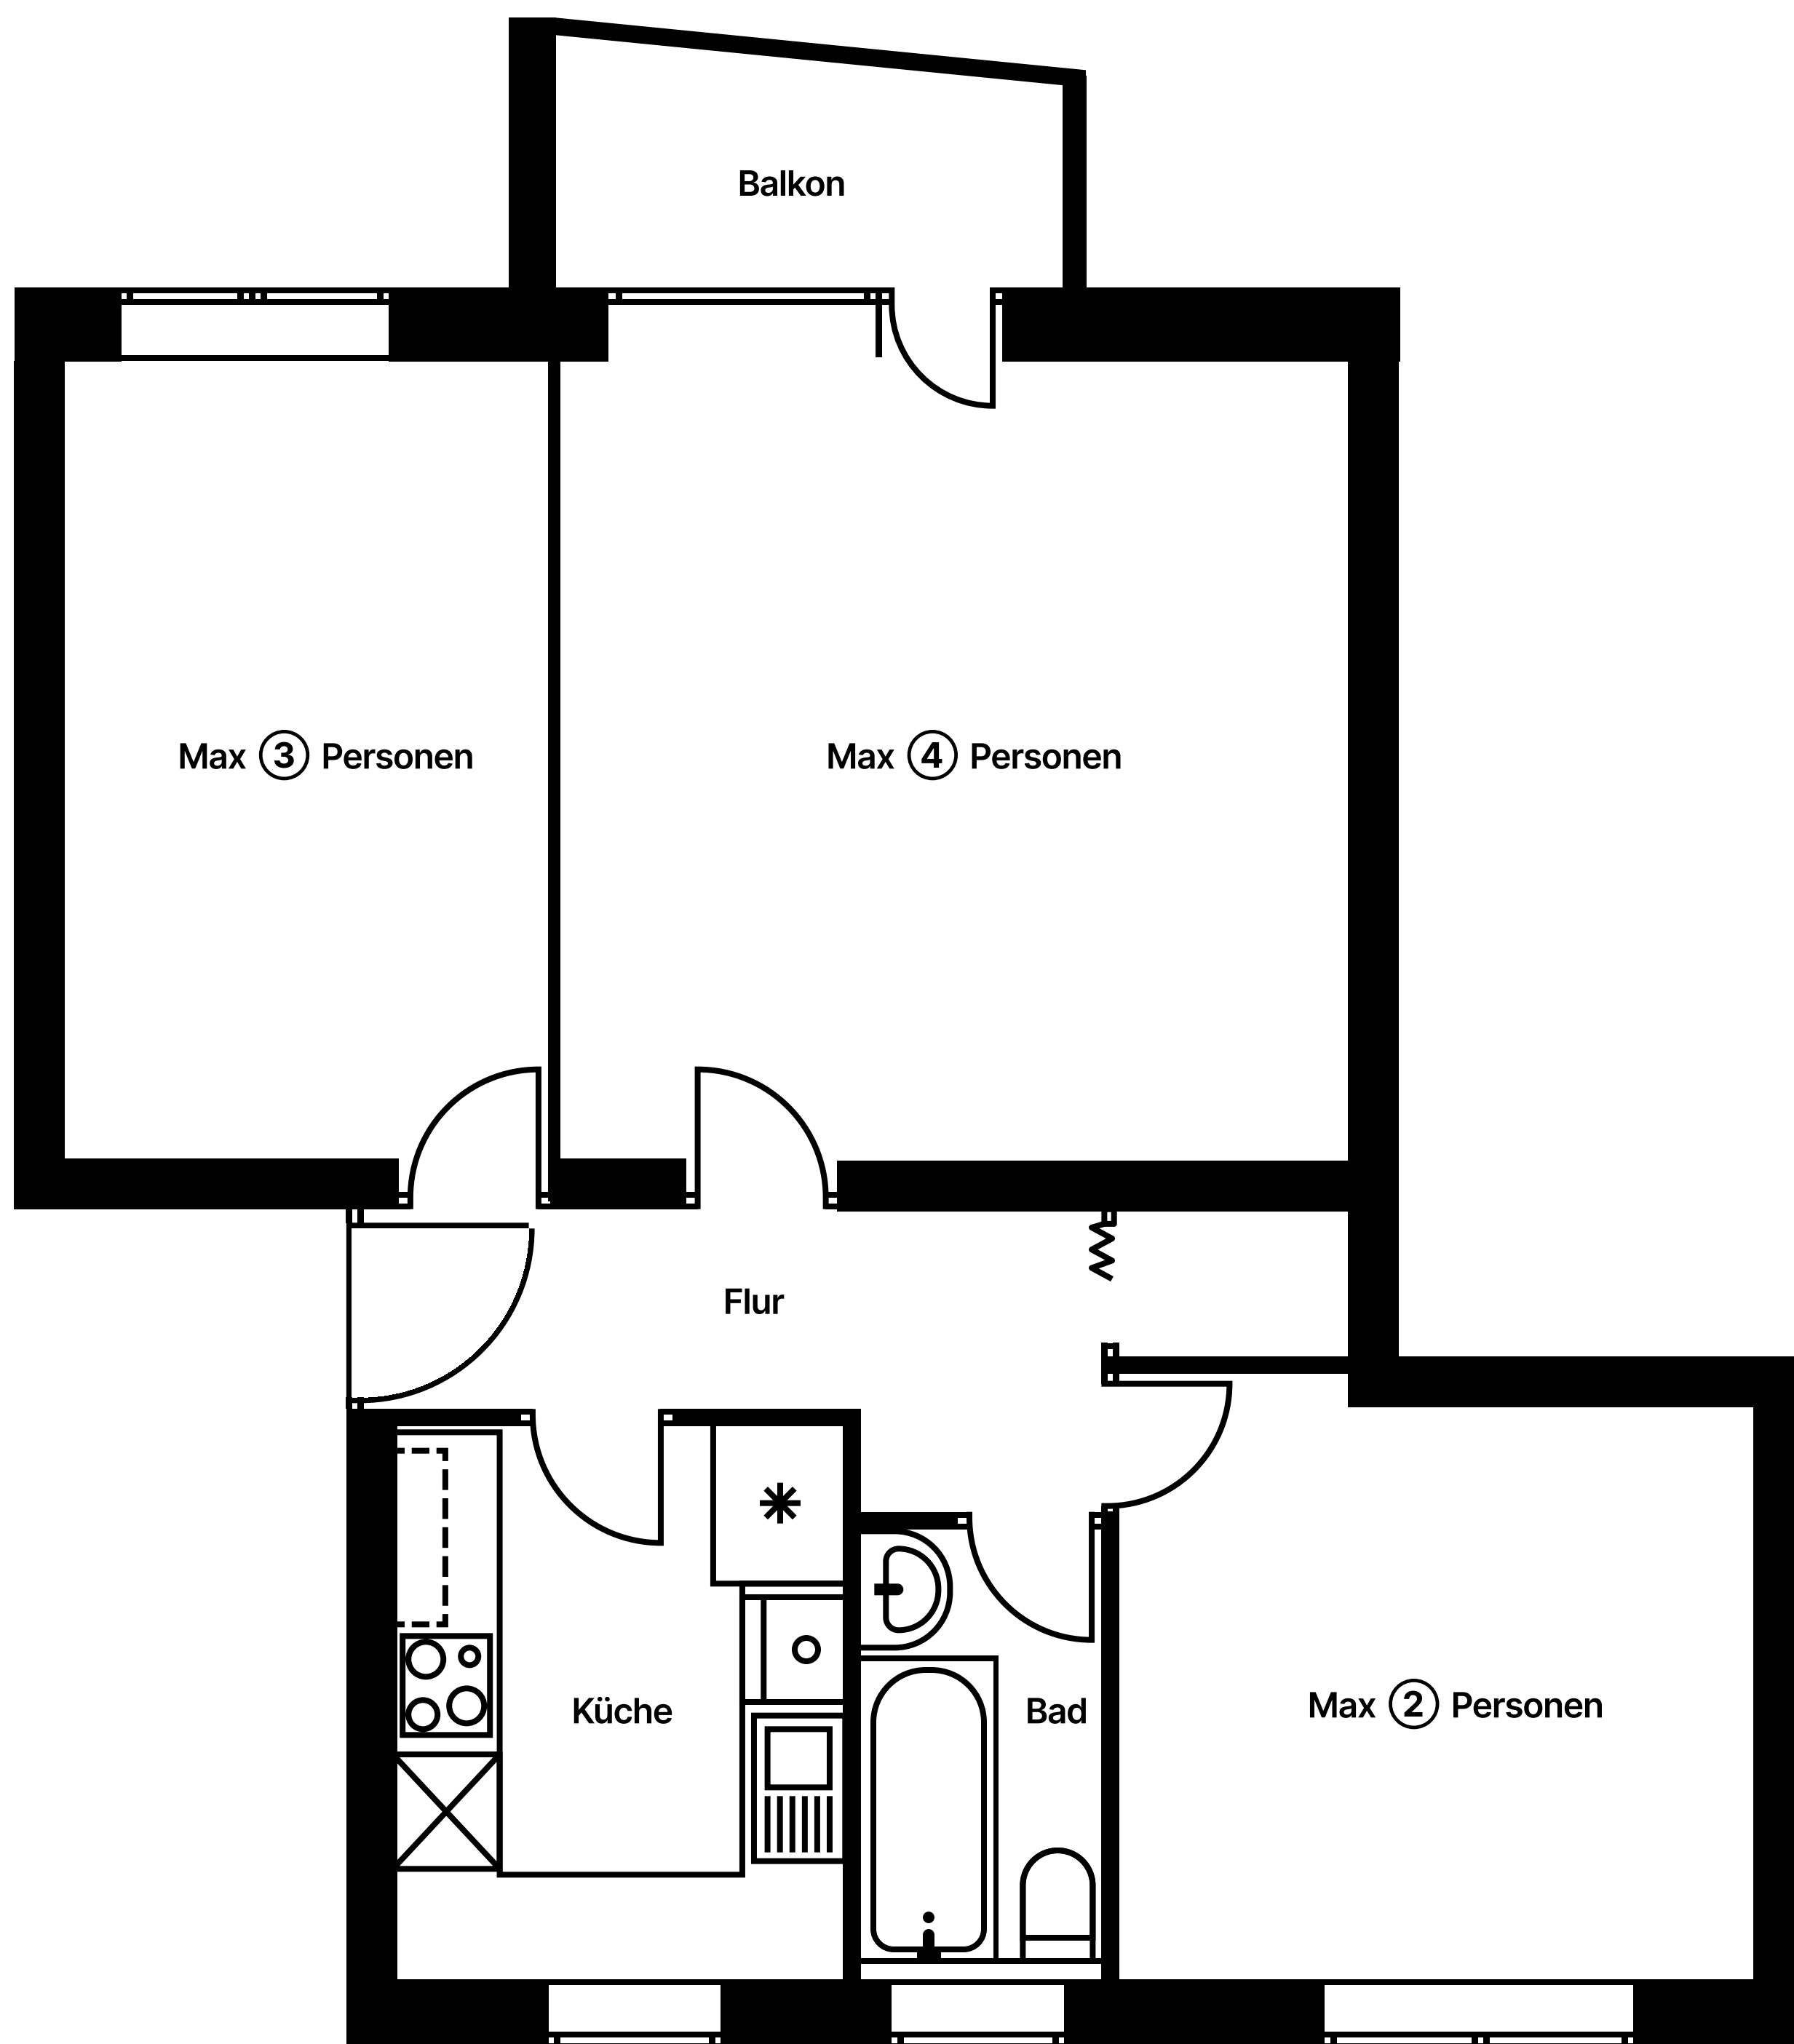 Balkon
Max 3 Personen
Max 4 Personen
Flur
Küche
Bad
Max 2 Personen